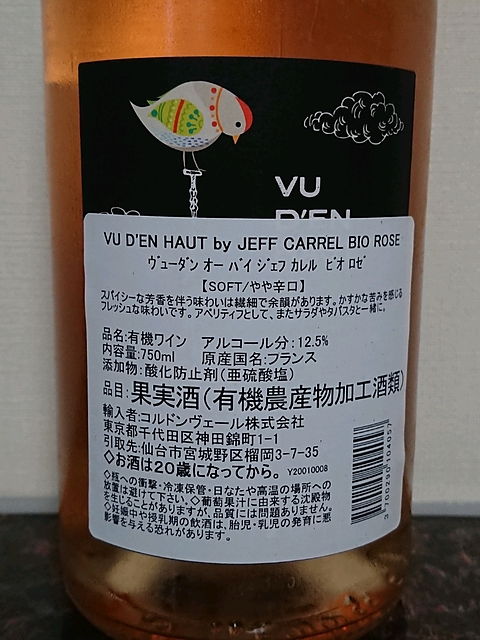 VU
D'EN
VU D'EN HAUT by JEFF CARREL BIO ROSE
ヴューダン オー バイ ジェフ カレル ビオ ロゼ
【SOFT/やや辛口】
スパイシーな芳香を伴う味わいは繊細で余韻があります。かすかな苦みを感じる
フレッシュな味わいです。アペリティフとして、またサラダやタパスタと一緒に。
品名:有機ワイン アルコール分:12.5%
内容量:750ml 原産国名:フランス
添加物:酸化防止剤(亜硫酸塩)
品目:果実酒(有機農産物加工酒類)
輸入者:コルドンヴェール株式会社
東京都千代田区神田錦町1-1
引取先:仙台市宮城野区榴岡3-7-35
◇お酒は20歳になってから。 Y20010008
◇瓶への衝撃・冷凍保管・日なたや高温の場所への
放置は避けて下さい。◇葡萄果汁に由来する沈殿物
を生じることがありますが、品質には問題ありません。
◇妊娠中や授乳期の飲酒は、胎児・乳児の発育に悪
影響を与える恐れがあります。
3700290104057